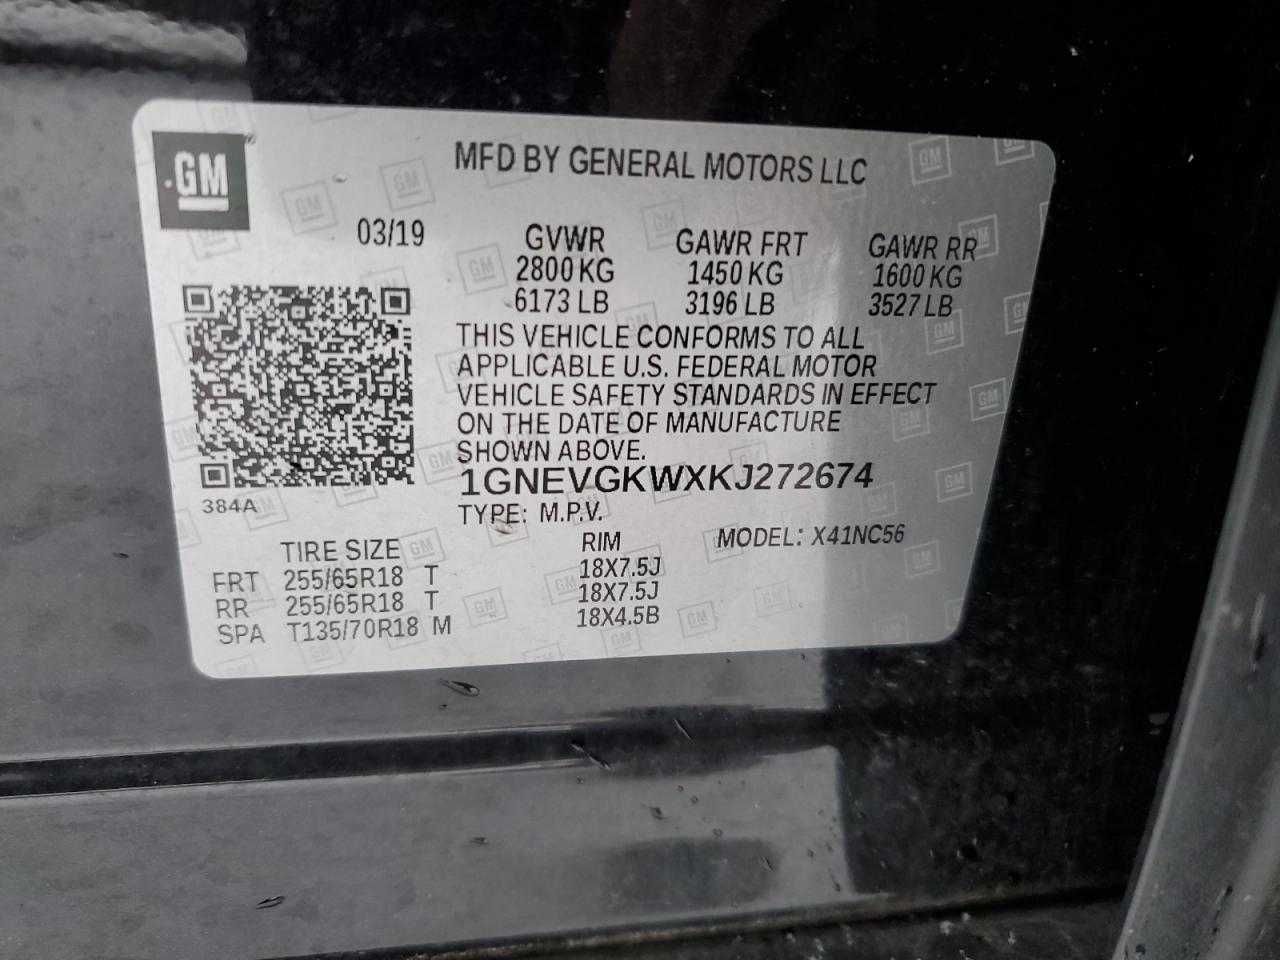 GM
MFD BY GENERAL MOTORS LLC
03/19
GVWR GAWR FRT GAWR RR
2800 KG 1450 KG 1600 KG
6173 LB 3196 LB 3527 LB
THIS VEHICLE CONFORMS TO ALL
APPLICABLE U.S. FEDERAL MOTOR
VEHICLE SAFETY STANDARDS IN EFFECT
ON THE DATE OF MANUFACTURE
SHOWN ABOVE.
1GNEVGKWXKJ272674
384A
TYPE: M.P.V.
MODEL: X41NC56
TIRE SIZE RIM
FRT 255/65R18 T 18X7.5J
RR 255/65R18 T 18X7.5J
SPA T135/70R18 M 18X4.5B